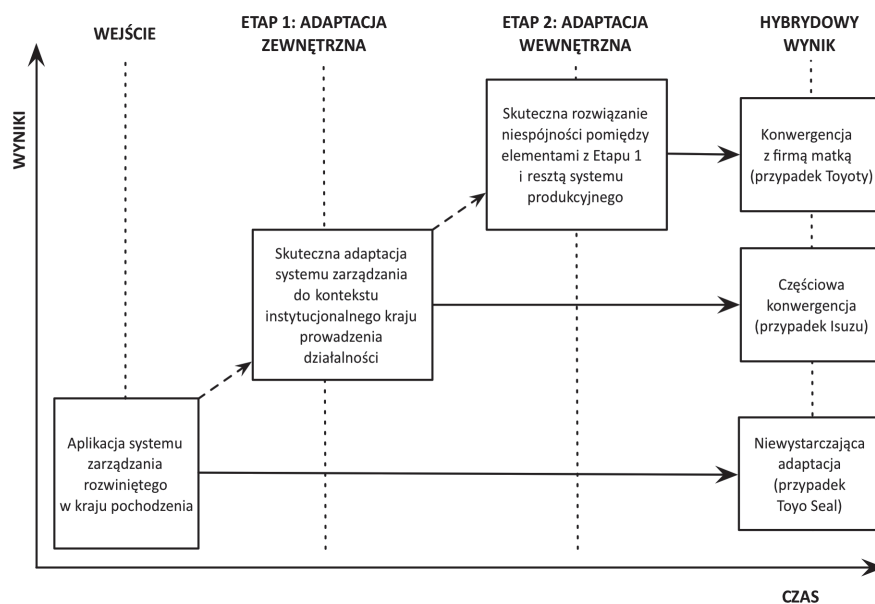 WEJŚCIE
ETAP 1: ADAPTACJA
ZEWNĘTRZNA
ETAP 2: ADAPTACJA
WEWNĘTRZNA
HYBRYDOWY
WYNIK
WYNIKI
Skuteczna rozwiązanie
niespójności pomiędzy
elementami z Etapu 1
i resztą systemu
produkcyjnego
Konwergencja
z firmą matką
(przypadek Toyoty)
Skuteczna adaptacja
systemu zarządzania
do kontekstu
instytucjonalnego kraju
prowadzenia
działalności
Częściowa
konwergencja
(przypadek Isuzu)
Aplikacja systemu
zarządzania
rozwiniętego
w kraju pochodzenia
Niewystarczająca
adaptacja
(przypadek
Toyo Seal)
CZAS